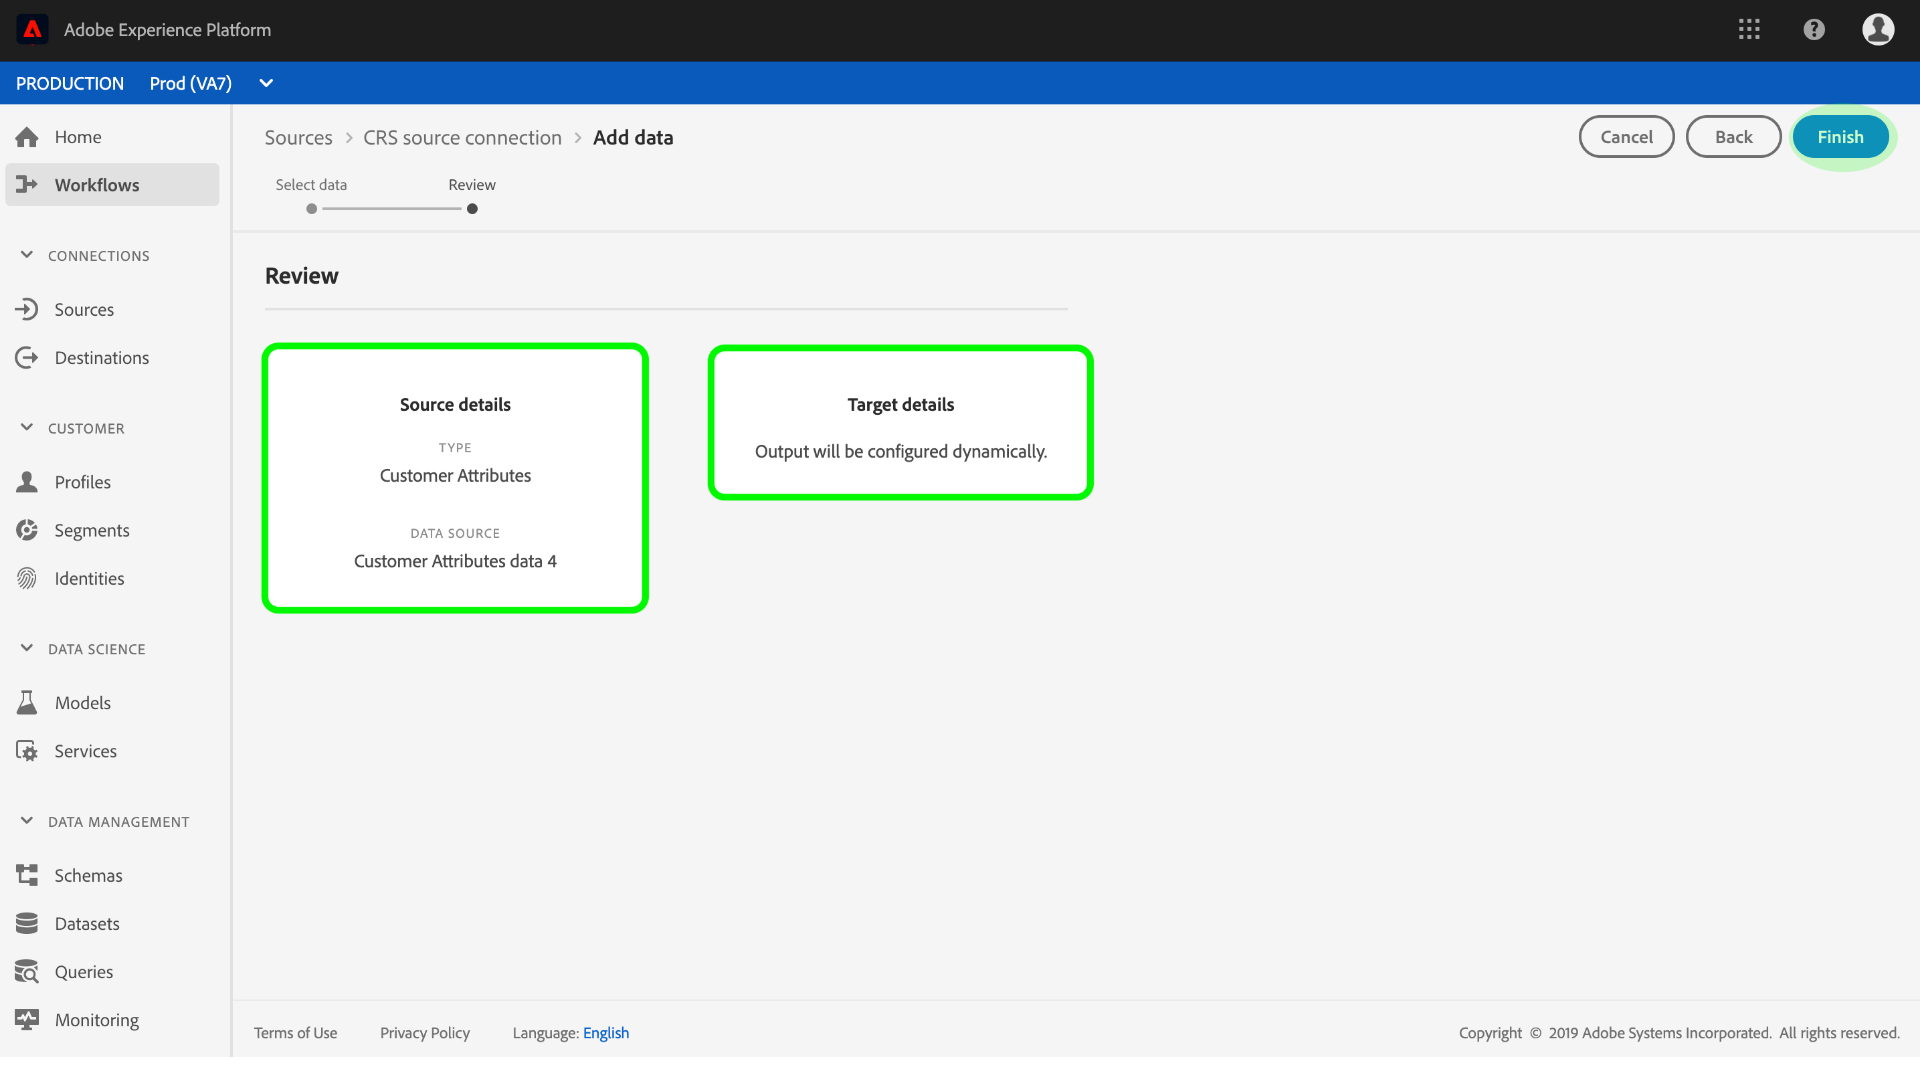 Adobe Experience Platform
PRODUCTION Prod (VA7)
Home
Workflows
CONNECTIONS
Sources
Destinations
CUSTOMER
Profiles
Segments
Identities
DATA SCIENCE
Models
Services
DATA MANAGEMENT
Schemas
Datasets
Queries
Monitoring
Sources > CRS source connection > Add data
Cancel
Back
Finish
Select data
Review
Review
Source details
TYPE
Customer Attributes
DATA SOURCE
Customer Attributes data 4
Target details
Output will be configured dynamically.
Terms of Use
Privacy Policy
Language: English
Copyright © 2019 Adobe Systems Incorporated. All rights reserved.